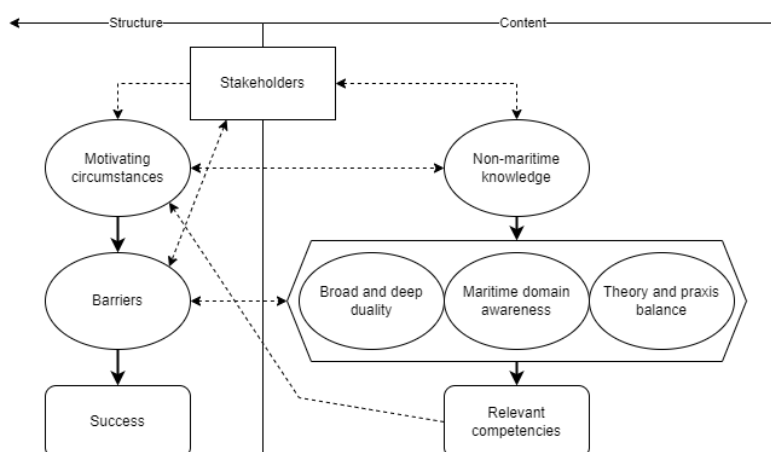 Structure
Content
Stakeholders
Motivating
circumstances
Non-maritime
knowledge
Barriers
Broad and deep
duality
Maritime domain
awareness
Theory and praxis
balance
Success
Relevant
competencies